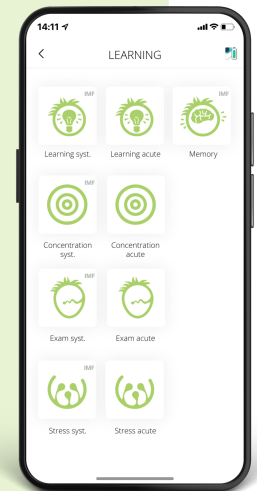 14:11
LEARNING
IMF
IMF
Learning syst.
Learning acute
Memory
IMF
Concentration
syst.
Concentration
acute
IMF
Exam syst.
Exam acute
IMF
Stress syst.
Stress acute